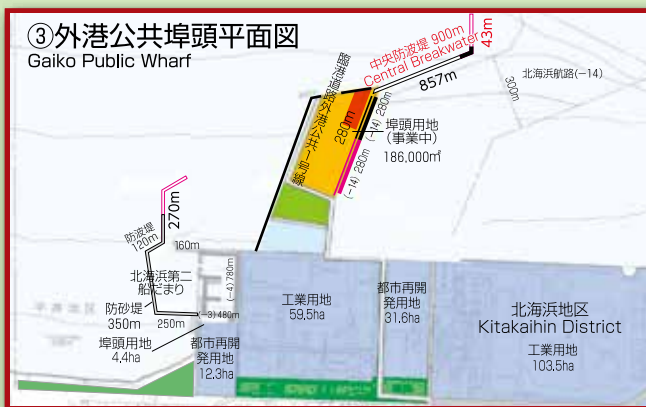 ③外港公共埠頭平面図
Gaiko Public Wharf
中央防波堤 900m
Central Breakwater
43m
857m
北海浜航路(−14)
300m
臨港道路外港公共1号線
280m
(−14) 280m
(−14) 280m
埠頭用地
(事業中)
186,000㎡
270m
防波堤
120m
160m
北海浜第二
船だまり
防砂堤
350m
250m
(−3)480m
(−4)780m
埠頭用地
4.4ha
都市再開
発用地
12.3ha
工業用地
59.5ha
都市再開
発用地
31.6ha
北海浜地区
Kitakaihin District
工業用地
103.5ha